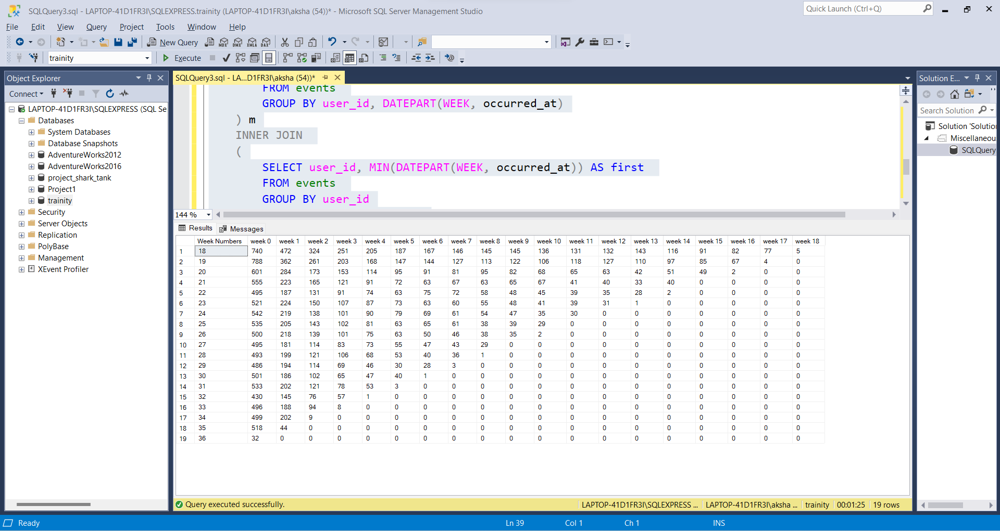 SQLQuery3.sql - LAPTOP-41D1FR3I\SQLEXPRESS.trainity (LAPTOP-41D1FR3I\aksha (54))* - Microsoft SQL Server Management Studio
Quick Launch (Ctrl+Q)
File Edit View Query Project Tools Window Help
New Query MDX DMX XMLA DAX
trainity Execute
Object Explorer
Connect
LAPTOP-41D1FR3I\SQLEXPRESS (SQL Se
Databases
System Databases
Database Snapshots
AdventureWorks2012
AdventureWorks2016
project_shark_tank
Project1
trainity
Security
Server Objects
Replication
PolyBase
Management
XEvent Profiler
SQLQuery3.sql - LA...D1FR3I\aksha (54))*
FROM events
GROUP BY user_id, DATEPART(WEEK, occurred_at)
) m
INNER JOIN
(
SELECT user_id, MIN(DATEPART(WEEK, occurred_at)) AS first
FROM events
GROUP BY user_id
144 %
Results Messages
Week Numbers week 0 week 1 week 2 week 3 week 4 week 5 week 6 week 7 week 8 week 9 week 10 week 11 week 12 week 13 week 14 week 15 week 16 week 17 week 18
1 18 740 472 324 251 205 187 167 146 145 145 136 131 132 143 116 91 82 77 5
2 19 788 362 261 203 168 147 144 127 113 122 106 118 127 110 97 85 67 4 0
3 20 601 284 173 153 114 95 91 81 95 82 68 65 63 42 51 49 2 0 0
4 21 555 223 165 121 91 72 63 67 63 65 67 41 40 33 40 0 0 0 0
5 22 495 187 131 91 74 63 75 72 58 48 45 39 35 28 2 0 0 0 0
6 23 521 224 150 107 87 73 63 60 55 48 41 39 31 1 0 0 0 0 0
7 24 542 219 138 101 90 79 69 61 54 47 35 30 0 0 0 0 0 0 0
8 25 535 205 143 102 81 63 65 61 38 39 29 0 0 0 0 0 0 0 0
9 26 500 218 139 101 75 63 50 46 38 35 2 0 0 0 0 0 0 0 0
10 27 495 181 114 83 73 55 47 43 29 0 0 0 0 0 0 0 0 0 0
11 28 493 199 121 106 68 53 40 36 1 0 0 0 0 0 0 0 0 0 0
12 29 486 194 114 69 46 30 28 3 0 0 0 0 0 0 0 0 0 0 0
13 30 501 186 102 65 47 40 1 0 0 0 0 0 0 0 0 0 0 0 0
14 31 533 202 121 78 53 3 0 0 0 0 0 0 0 0 0 0 0 0 0
15 32 430 145 76 57 1 0 0 0 0 0 0 0 0 0 0 0 0 0 0
16 33 496 188 94 8 0 0 0 0 0 0 0 0 0 0 0 0 0 0 0
17 34 499 202 9 0 0 0 0 0 0 0 0 0 0 0 0 0 0 0 0
18 35 518 44 0 0 0 0 0 0 0 0 0 0 0 0 0 0 0 0 0
19 36 32 0 0 0 0 0 0 0 0 0 0 0 0 0 0 0 0 0 0
Query executed successfully. LAPTOP-41D1FR3I\SQLEXPRESS ... LAPTOP-41D1FR3I\aksha ... trainity 00:01:25 19 rows
Solution E...
Search Solution
Solution 'Solution
Miscellaneou
SQLQuery
Ready Ln 39 Col 1 Ch 1 INS